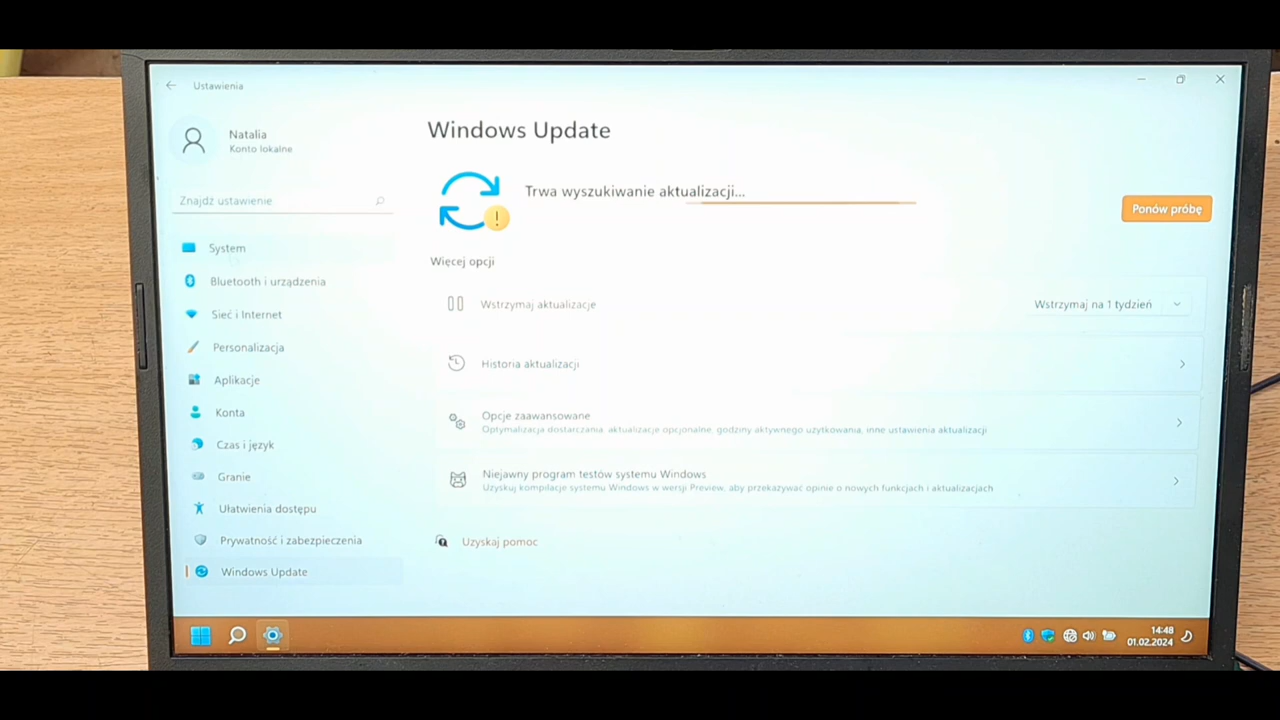 Ustawienia
Natalia
Konto lokalne
Znajdź ustawienie
System
Bluetooth i urządzenia
Sieć i Internet
Personalizacja
Aplikacje
Konta
Czas i język
Granie
Ułatwienia dostępu
Prywatność i zabezpieczenia
Windows Update
Windows Update
Trwa wyszukiwanie aktualizacji...
Ponów próbę
Więcej opcji
Wstrzymaj aktualizacje
Wstrzymaj na 1 tydzień
Historia aktualizacji
Opcje zaawansowane
Optymalizacja dostarczania, aktualizacje opcjonalne, godziny aktywnego użytkowania, inne ustawienia aktualizacji
Niejawny program testów systemu Windows
Uzyskuj kompilacje systemu Windows w wersji Preview, aby przekazywać opinie o nowych funkcjach i aktualizacjach
Uzyskaj pomoc
14:48
01.02.2024